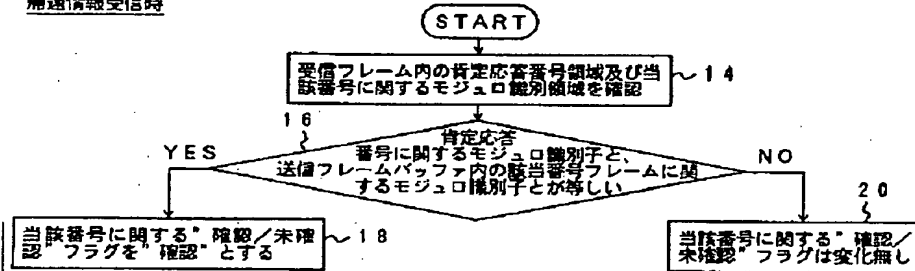 帰還情報受信時
START
受信フレーム内の肯定応答番号領域及び当
該番号に関するモジュロ識別領域を確認
14
16
肯定応答
番号に関するモジュロ識別子と、
送信フレームバッファ内の該当番号フレームに関
するモジュロ識別子とが等しい
YES
NO
当該番号に関する"確認/未確
認"フラグを"確認"とする
18
20
当該番号に関する"確認/
未確認"フラグは変化無し